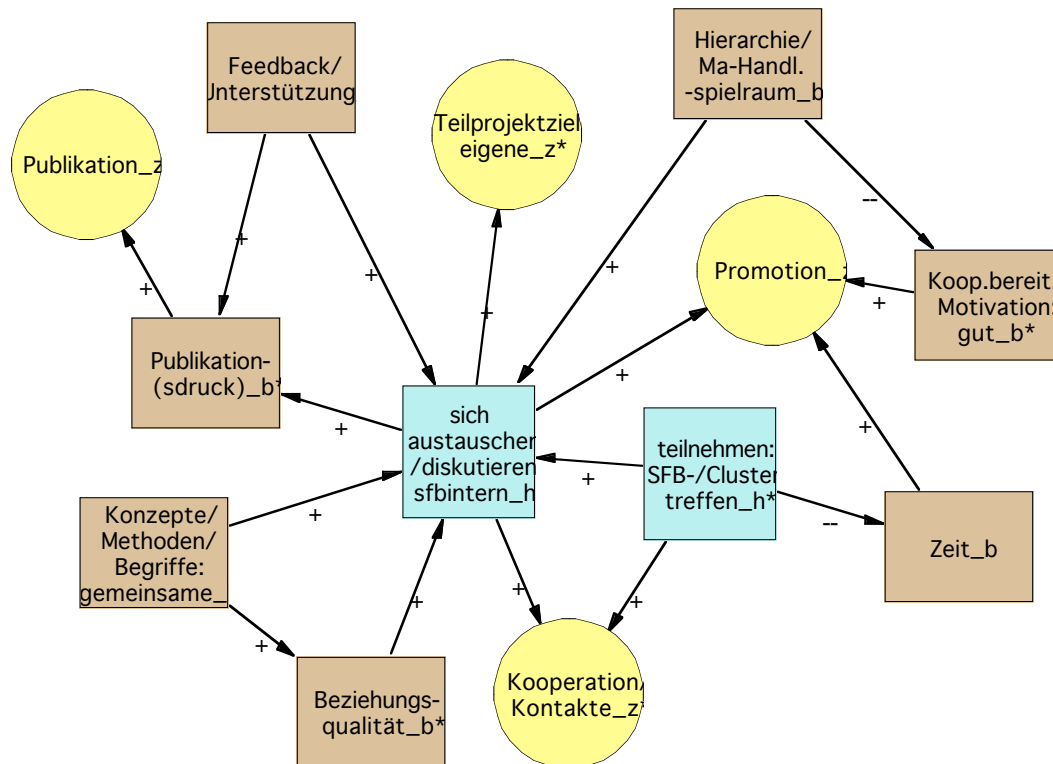 Hierarchie/
Ma-Handl.
-spielraum_b
Feedback/
Unterstützung
Teilprojektziel
eigene_z*
Publikation_z
--
+
+
+
Promotion_z
Koop.bereit.
Motivation:
gut_b*
+
+
+
Publikation-
(sdruck)_b*
+
sich
austauschen
/diskutieren
sfbintern_h
teilnehmen:
SFB-/Cluster
treffen_h*
+
+
+
Konzepte/
Methoden/
Begriffe:
gemeinsame_
+
--
Zeit_b
+
+
+
+
Beziehungs-
qualität_b*
Kooperation/
Kontakte_z*